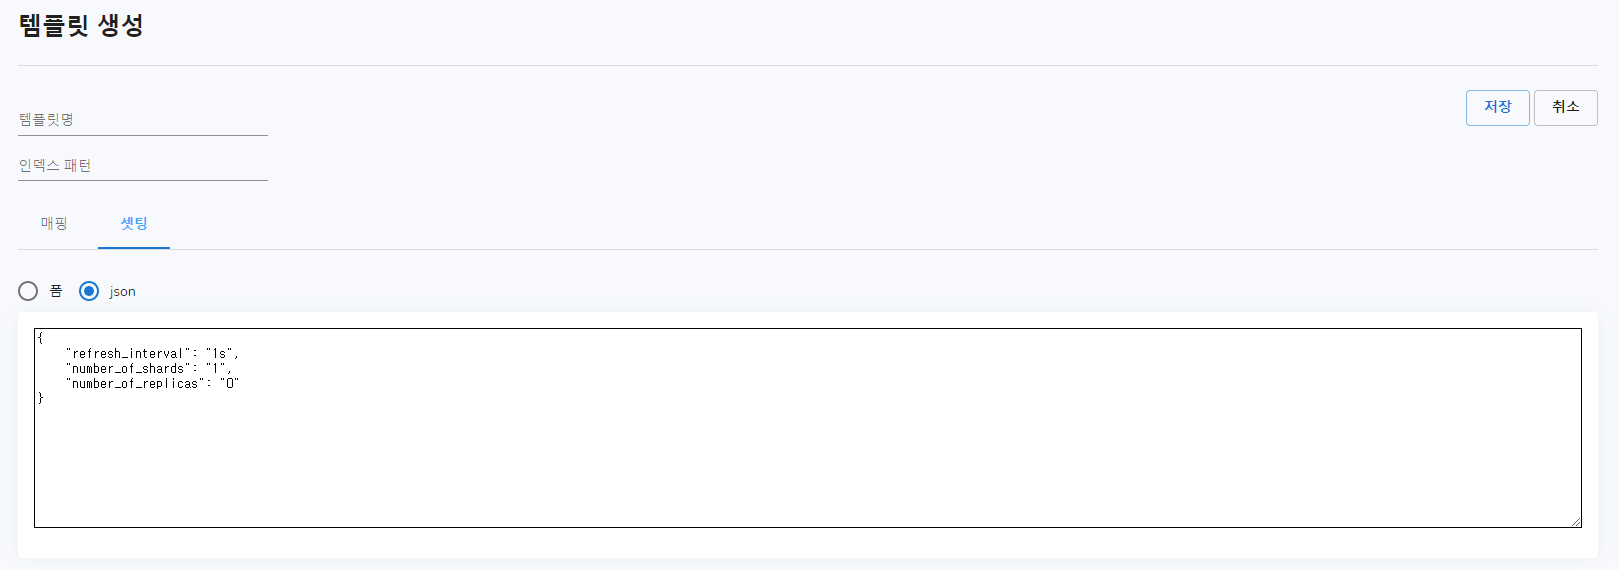 템플릿 생성
저장 취소
템플릿명
인덱스 패턴
매핑 셋팅
폼 json
{
    "refresh_interval": "1s",
    "number_of_shards": "1",
    "number_of_replicas": "0"
}